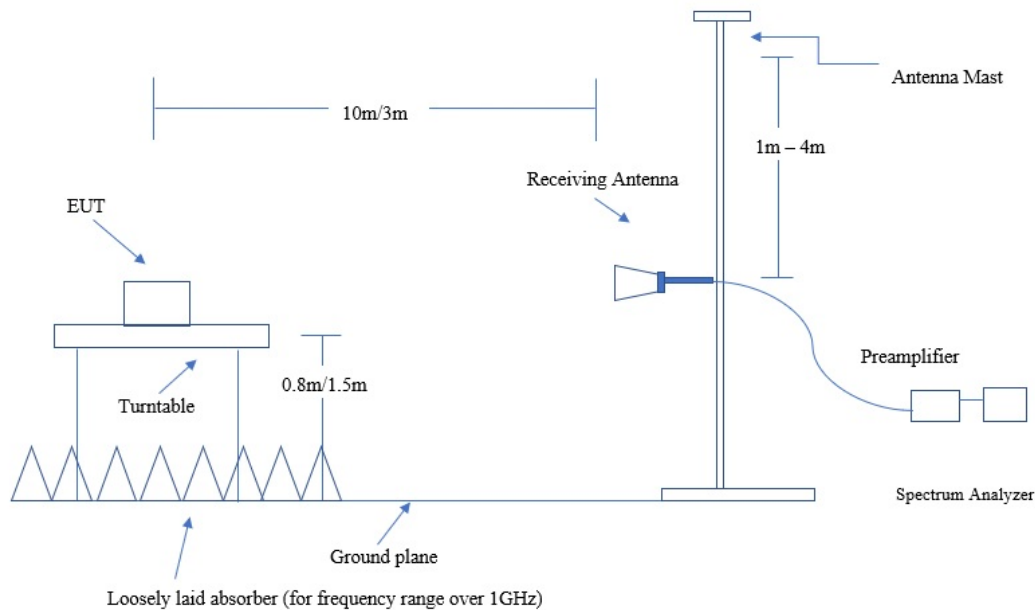 Antenna Mast
10m/3m
1m – 4m
Receiving Antenna
EUT
Preamplifier
0.8m/1.5m
Turntable
Spectrum Analyzer
Ground plane
Loosely laid absorber (for frequency range over 1GHz)